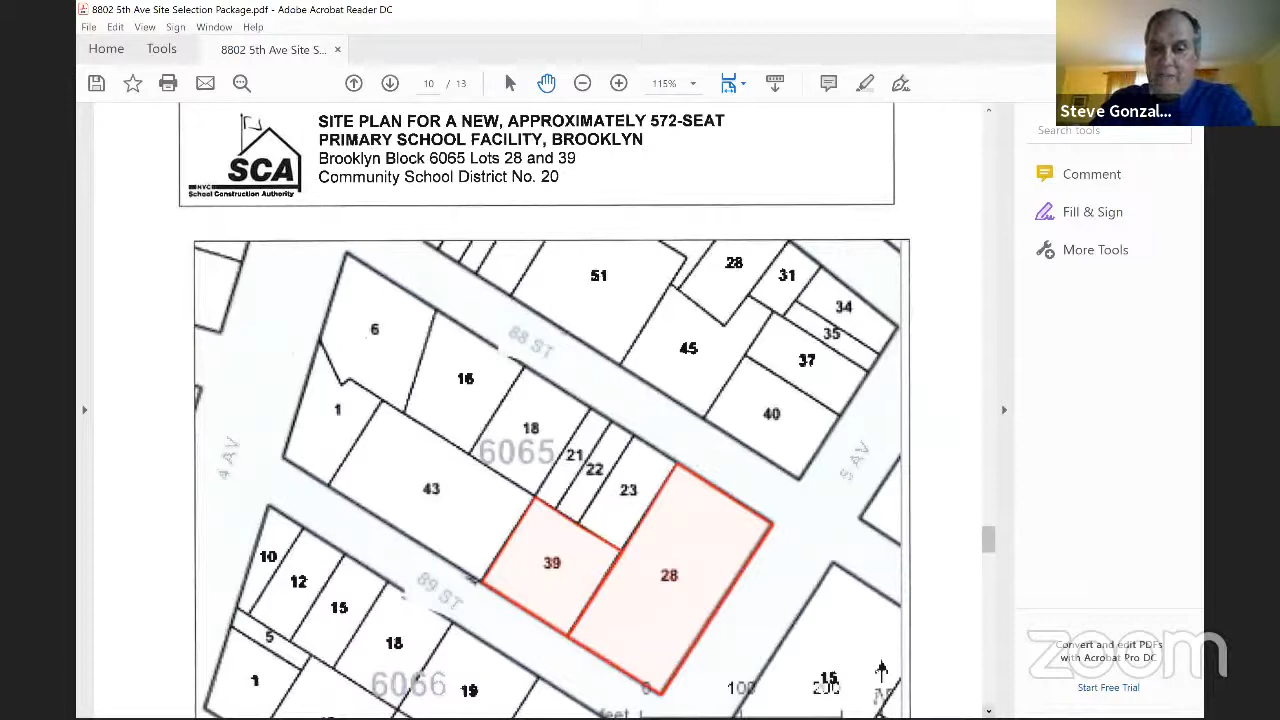 8802 5th Ave Site Selection Package.pdf - Adobe Acrobat Reader DC
File Edit View Sign Window Help
Home Tools 8802 5th Ave Site S... ×
10 / 13 115%
Steve Gonzal...
Search tools
Comment
Fill & Sign
More Tools
SITE PLAN FOR A NEW, APPROXIMATELY 572-SEAT
PRIMARY SCHOOL FACILITY, BROOKLYN
Brooklyn Block 6065 Lots 28 and 39
Community School District No. 20
SCA
NYC
School Construction Authority
51
28
31
34
35
37
45
40
6
88 ST
16
1
18
6065
21
22
23
4 AV
5 AV
43
39
28
10
12
15
89 ST
5
18
1
6066
19
15
0 100 200
feet
N
zoom
Convert and edit PDFs
with Acrobat Pro DC
Start Free Trial